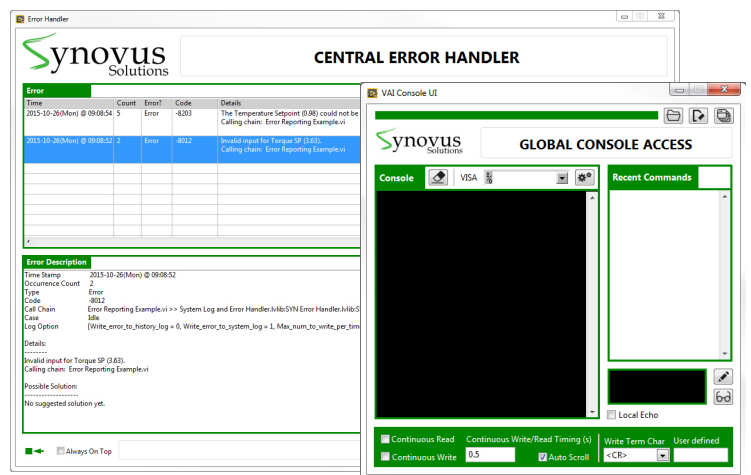 Error Handler
Synovus
Solutions
CENTRAL ERROR HANDLER
Error
Time Count Error? Code Details
2015-10-26(Mon) @ 09:08:54 5 Error -8203 The Temperature Setpoint (0.98) could not be
Calling chain: Error Reporting Example.vi
2015-10-26(Mon) @ 09:08:52 2 Error -8012 Invalid input for Torque SP (3.63).
Calling chain: Error Reporting Example.vi
Error Description
Time Stamp 2015-10-26(Mon) @ 09:08:52
Occurrence Count 2
Type Error
Code -8012
Call Chain Error Reporting Example.vi >> System Log and Error Handler.lvlib:SYN Error Handler.lvlib:S
Case Idle
Log Option [Write_error_to_history_log = 0, Write_error_to_system_log = 1, Max_num_to_write_per_tim
Details:
--------
Invalid input for Torque SP (3.63).
Calling chain: Error Reporting Example.vi
Possible Solution:
------------------
No suggested solution yet.
Always On Top
VAI Console UI
Synovus
Solutions
GLOBAL CONSOLE ACCESS
Console VISA
Recent Commands
Local Echo
Continuous Read Continuous Write/Read Timing (s)
Continuous Write 0.5 Auto Scroll
Write Term Char User defined
<CR>